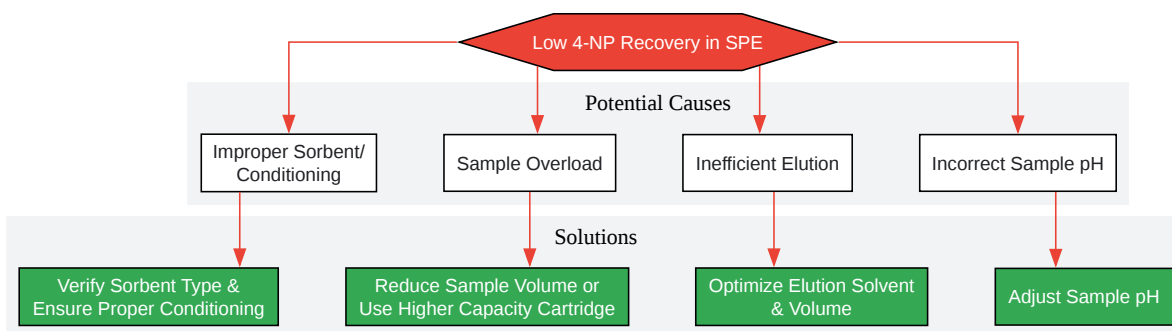 Low 4-NP Recovery in SPE
Potential Causes
Improper Sorbent/
Conditioning
Sample Overload
Inefficient Elution
Incorrect Sample pH
Solutions
Verify Sorbent Type &
Ensure Proper Conditioning
Reduce Sample Volume or
Use Higher Capacity Cartridge
Optimize Elution Solvent
& Volume
Adjust Sample pH